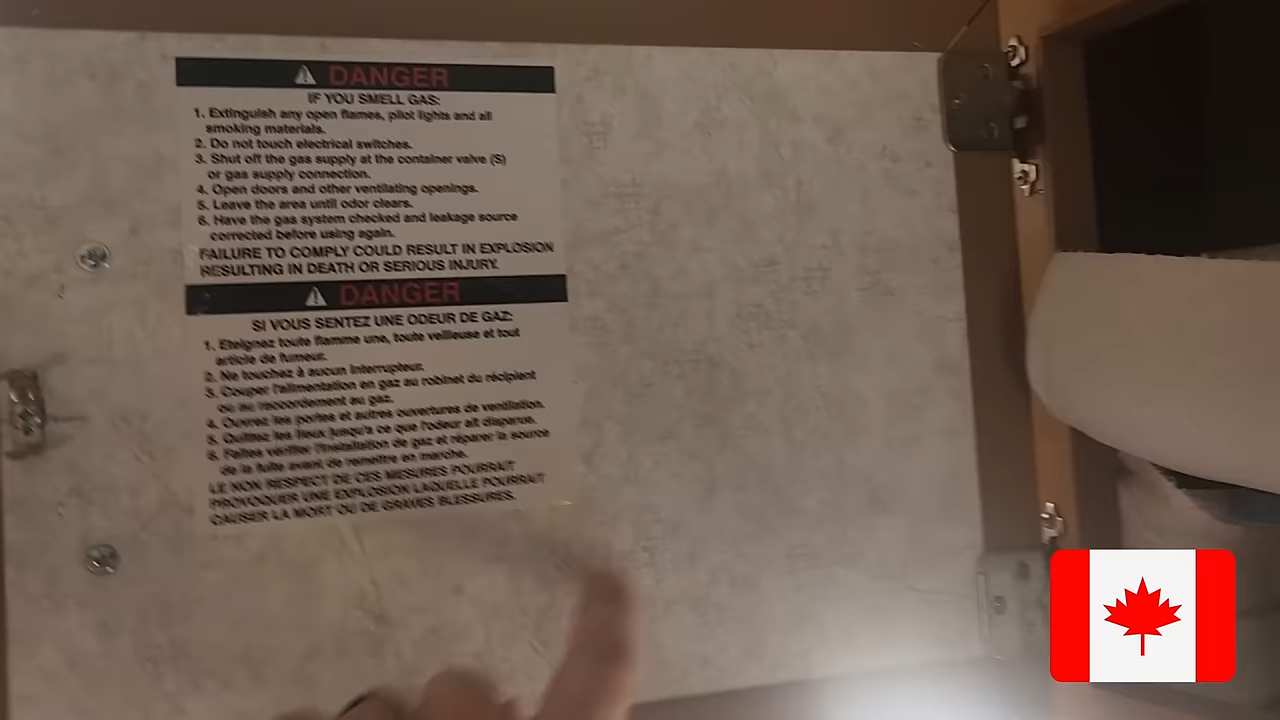 DANGER
IF YOU SMELL GAS:
1. Extinguish any open flames, pilot lights and all
smoking materials.
2. Do not touch electrical switches.
3. Shut off the gas supply at the container valve (S)
or gas supply connection.
4. Open doors and other ventilating openings.
5. Leave the area until odor clears.
6. Have the gas system checked and leakage source
corrected before using again.
FAILURE TO COMPLY COULD RESULT IN EXPLOSION
RESULTING IN DEATH OR SERIOUS INJURY.
DANGER
SI VOUS SENTEZ UNE ODEUR DE GAZ:
1. Eteignez toute flamme une, toute veilleuse et tout
article de fumeur.
2. Ne touchez à aucun interrupteur.
3. Couper l'alimentation en gaz au robinet du récipient
ou au raccordement au gaz.
4. Ouvrez les portes et autres ouvertures de ventilation.
5. Quittez les lieux jusqu'a ce que l'odeur ait disparue.
6. Faites vérifier l'installation de gaz et réparer la source
de la fuite avant de remettre en marche.
LE NON RESPECT DE CES MESURES POURRAIT
PROVOQUER UNE EXPLOSION LAQUELLE POURRAIT
CAUSER LA MORT OU DE GRAVES BLESSURES.